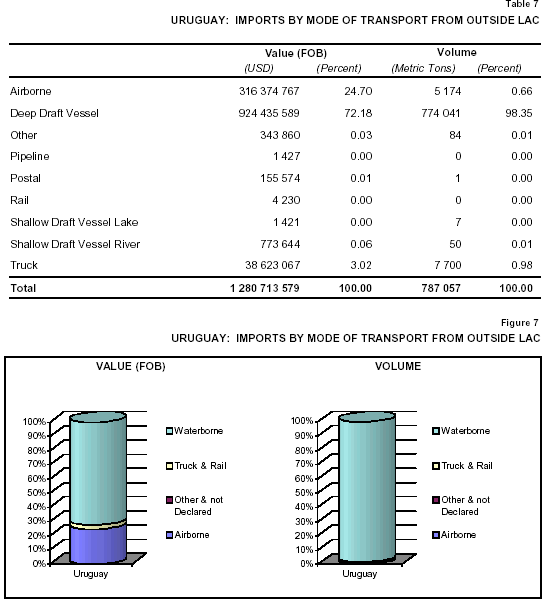 Table 7
URUGUAY: IMPORTS BY MODE OF TRANSPORT FROM OUTSIDE LAC
Value (FOB) Volume
(USD) (Percent) (Metric Tons) (Percent)
Airborne 316 374 767 24.70 5 174 0.66
Deep Draft Vessel 924 435 589 72.18 774 041 98.35
Other 343 860 0.03 84 0.01
Pipeline 1 427 0.00 0 0.00
Postal 155 574 0.01 1 0.00
Rail 4 230 0.00 0 0.00
Shallow Draft Vessel Lake 1 421 0.00 7 0.00
Shallow Draft Vessel River 773 644 0.06 50 0.01
Truck 38 623 067 3.02 7 700 0.98
Total 1 280 713 579 100.00 787 057 100.00
Figure 7
URUGUAY: IMPORTS BY MODE OF TRANSPORT FROM OUTSIDE LAC
VALUE (FOB)
100%
90%
80%
70%
60%
50%
40%
30%
20%
10%
0%
Uruguay
Waterborne
Truck & Rail
Other & not
Declared
Airborne
VOLUME
100%
90%
80%
70%
60%
50%
40%
30%
20%
10%
0%
Uruguay
Waterborne
Truck & Rail
Other & not
Declared
Airborne